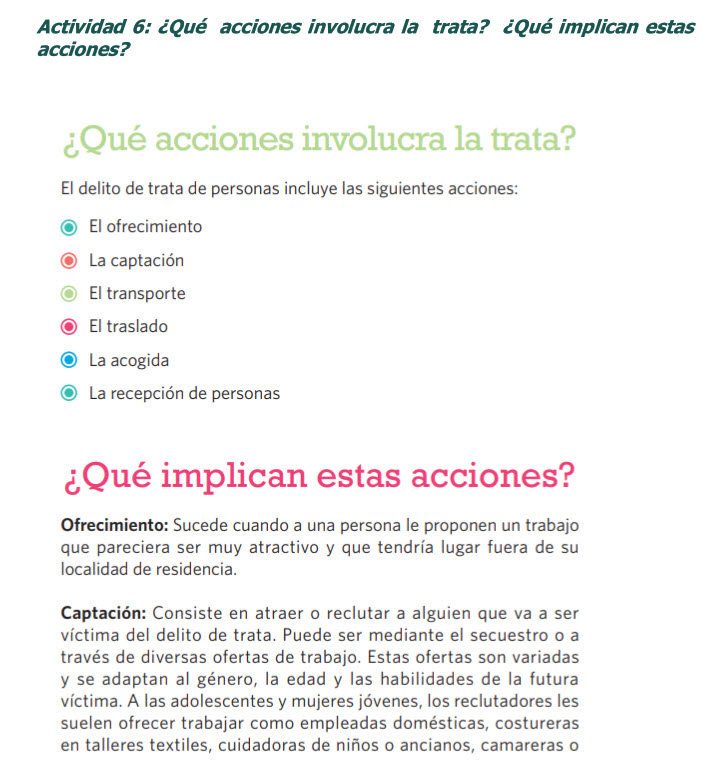 Actividad 6: ¿Qué acciones involucra la trata? ¿Qué implican estas
acciones?
¿Qué acciones involucra la trata?
El delito de trata de personas incluye las siguientes acciones:
El ofrecimiento
La captación
El transporte
El traslado
La acogida
La recepción de personas
¿Qué implican estas acciones?
Ofrecimiento: Sucede cuando a una persona le proponen un trabajo
que pareciera ser muy atractivo y que tendría lugar fuera de su
localidad de residencia.
Captación: Consiste en atraer o reclutar a alguien que va a ser
víctima del delito de trata. Puede ser mediante el secuestro o a
través de diversas ofertas de trabajo. Estas ofertas son variadas
y se adaptan al género, la edad y las habilidades de la futura
víctima. A las adolescentes y mujeres jóvenes, los reclutadores les
suelen ofrecer trabajar como empleadas domésticas, costureras
en talleres textiles, cuidadoras de niños o ancianos, camareras o